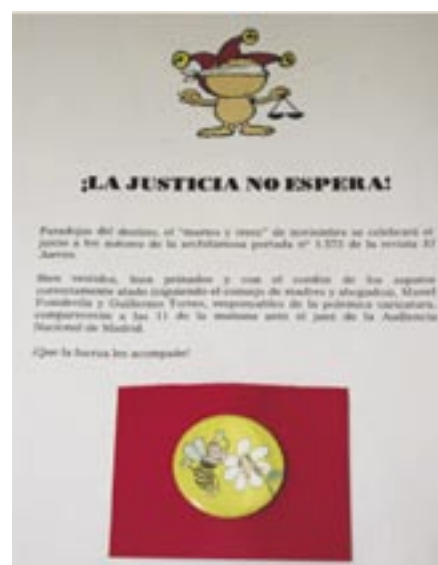 ¡LA JUSTICIA NO ESPERA!
Paradojas del destino, el "martes y trece" de noviembre se celebrará el
juicio a los autores de la archifamosa portada nº 1.573 de la revista El
Jueves.
Bien vestidos, bien peinados y con el cordón de los zapatos
correctamente atado (siguiendo el consejo de madres y abogados), Manel
Fontdevila y Guillermo Torres, responsables de la polémica caricatura,
comparecerán a las 11 de la mañana ante el juez de la Audiencia
Nacional de Madrid.
¡Que la fuerza les acompañe!